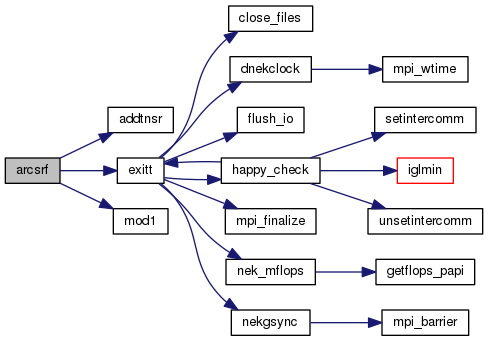 close_files
dnekclock
mpi_wtime
addtnsr
flush_io
setintercomm
arcsrf
exitt
happy_check
iglmin
mod1
mpi_finalize
unsetintercomm
nek_mflops
getflops_papi
nekgsync
mpi_barrier